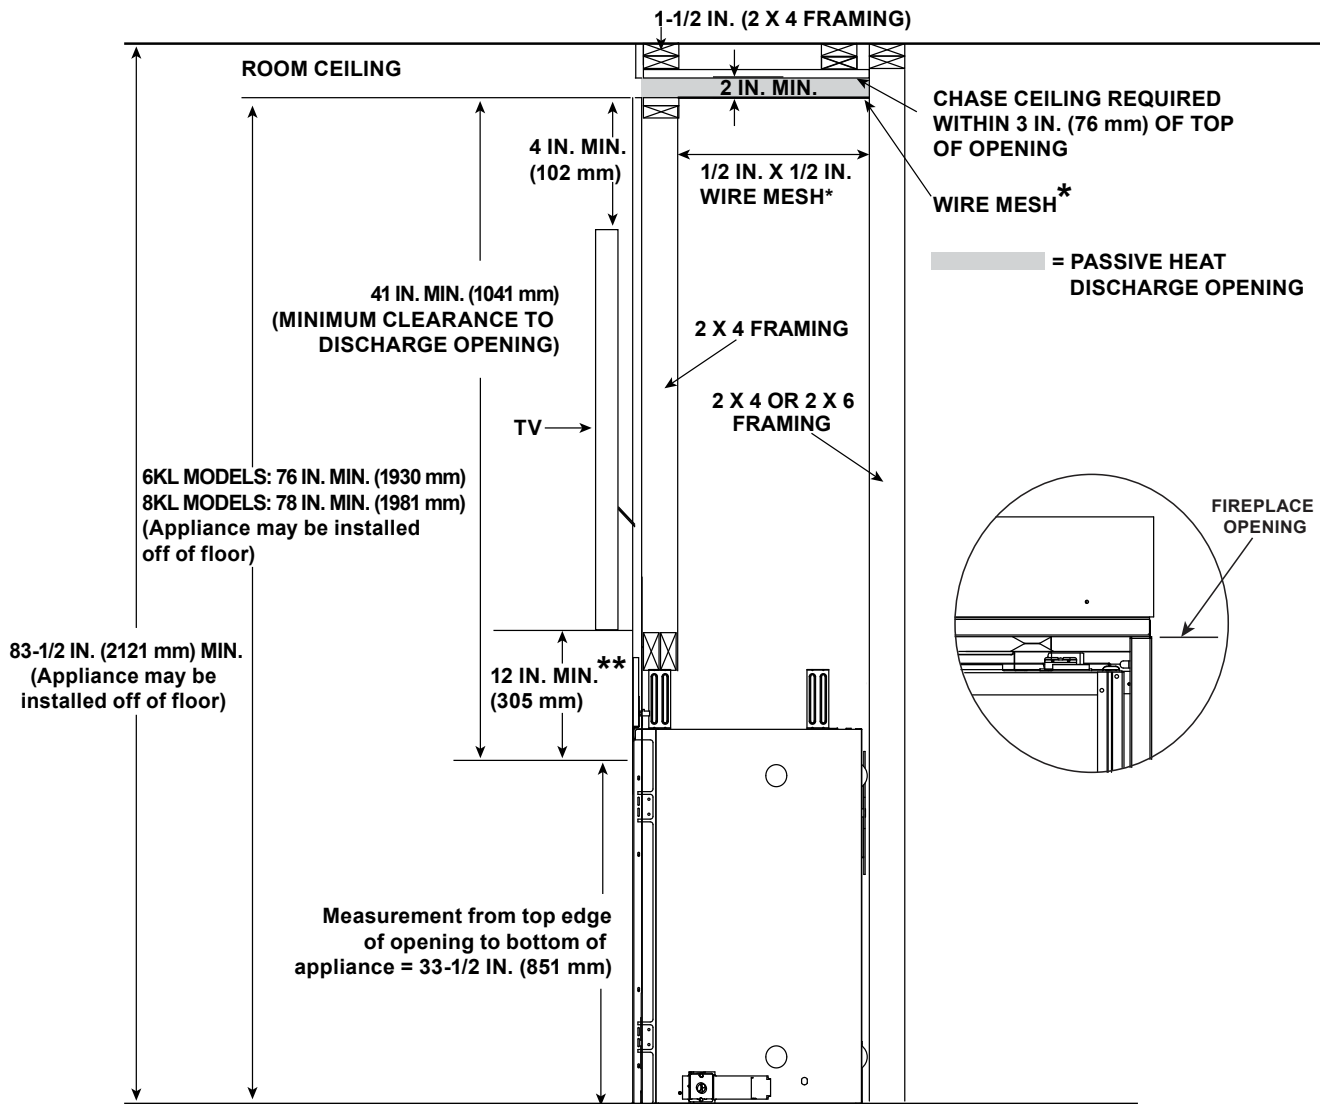 1-1/2 IN. (2 X 4 FRAMING)
ROOM CEILING
2 IN. MIN.
CHASE CEILING REQUIRED
WITHIN 3 IN. (76 mm) OF TOP
OF OPENING
4 IN. MIN.
(102 mm)
1/2 IN. X 1/2 IN.
WIRE MESH*
WIRE MESH*
= PASSIVE HEAT
DISCHARGE OPENING
41 IN. MIN. (1041 mm)
(MINIMUM CLEARANCE TO
DISCHARGE OPENING)
2 X 4 FRAMING
2 X 4 OR 2 X 6
FRAMING
TV
6KL MODELS: 76 IN. MIN. (1930 mm)
8KL MODELS: 78 IN. MIN. (1981 mm)
(Appliance may be installed
off of floor)
FIREPLACE
OPENING
83-1/2 IN. (2121 mm) MIN.
(Appliance may be
installed off of floor)
12 IN. MIN.**
(305 mm)
Measurement from top edge
of opening to bottom of
appliance = 33-1/2 IN. (851 mm)